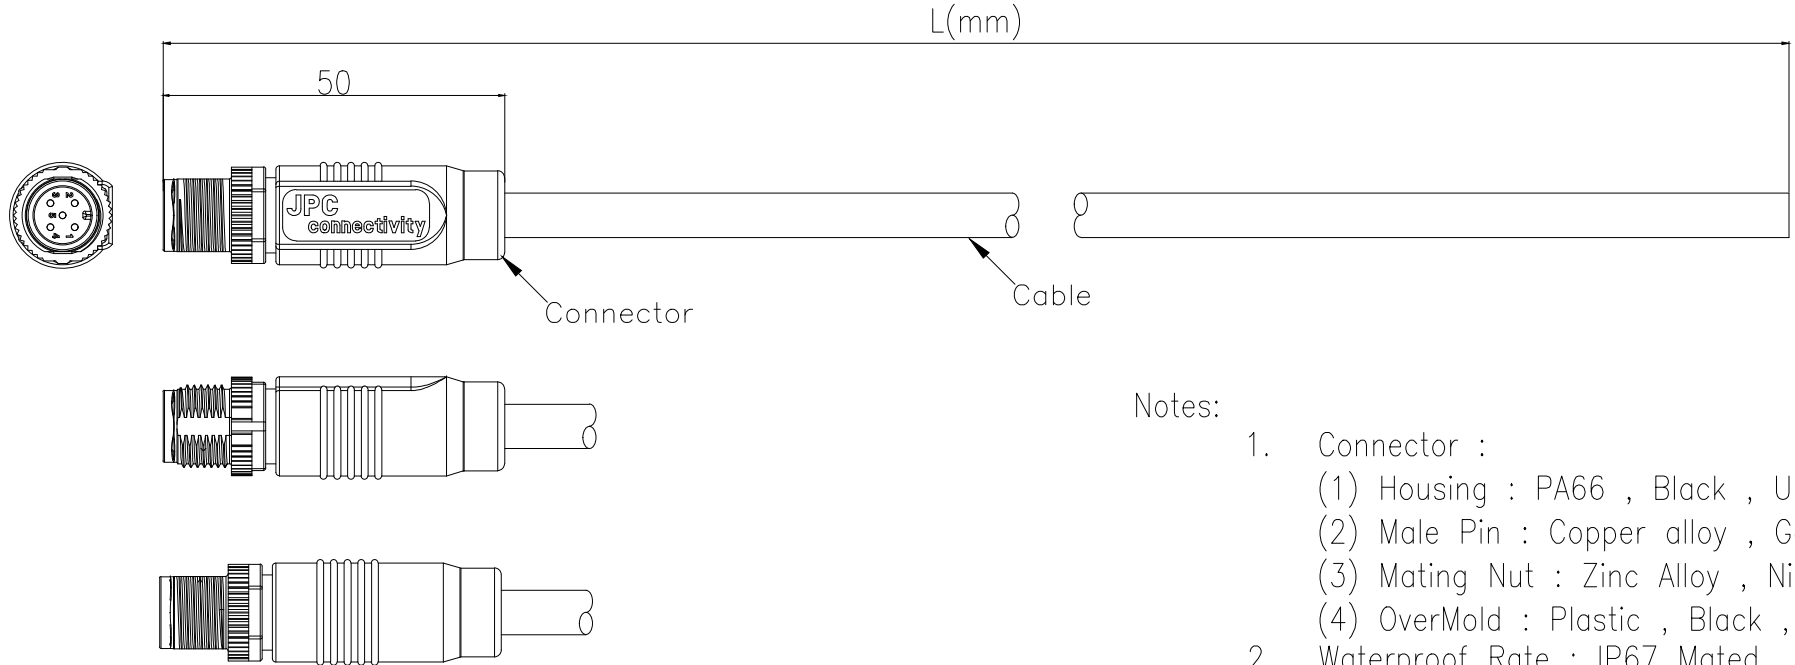 L(mm)
50
JPC
connectivity
Connector
Cable
Notes:
1. Connector :
(1) Housing : PA66 , Black , U
(2) Male Pin : Copper alloy , G
(3) Mating Nut : Zinc Alloy , Ni
(4) OverMold : Plastic , Black ,
2. Waterproof Rate : IP67 Mated